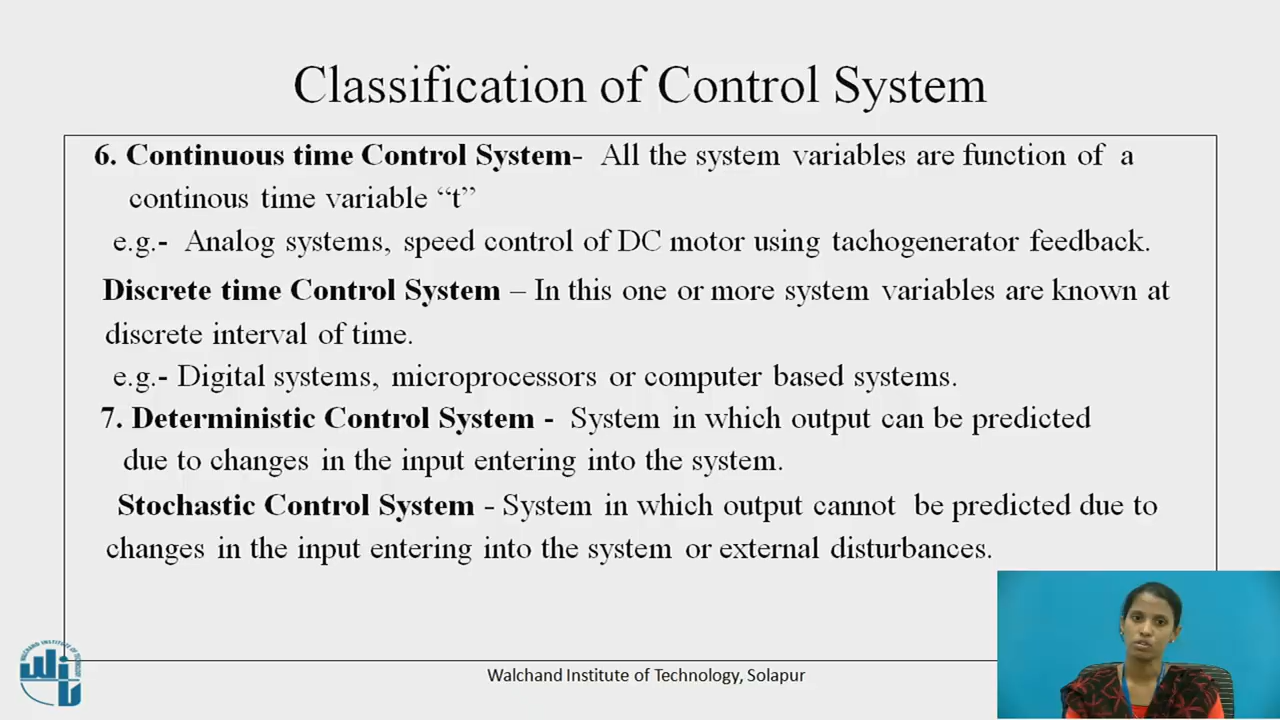 Classification of Control System
6. Continuous time Control System- All the system variables are function of a
continous time variable “t”
e.g.- Analog systems, speed control of DC motor using tachogenerator feedback.
Discrete time Control System – In this one or more system variables are known at
discrete interval of time.
e.g.- Digital systems, microprocessors or computer based systems.
7. Deterministic Control System - System in which output can be predicted
due to changes in the input entering into the system.
Stochastic Control System - System in which output cannot be predicted due to
changes in the input entering into the system or external disturbances.
WALCHAND INSTITUTE OF TECHNOLOGY
WIT
Walchand Institute of Technology, Solapur